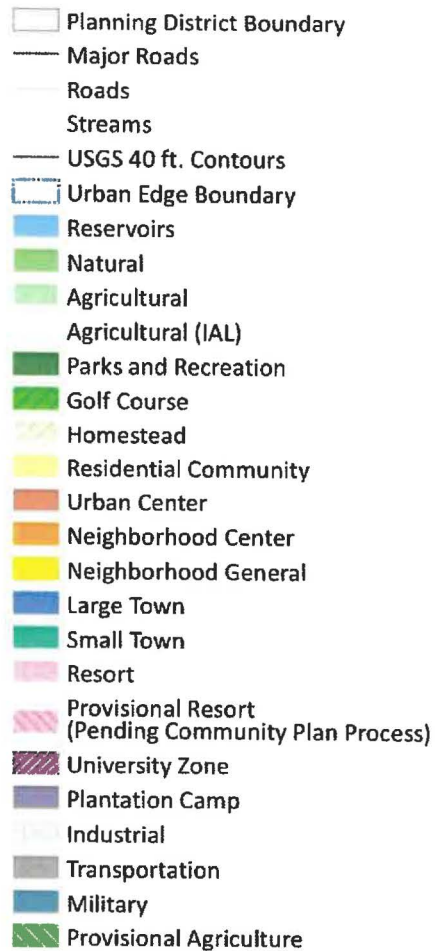 Planning District Boundary
Major Roads
Roads
Streams
USGS 40 ft. Contours
Urban Edge Boundary
Reservoirs
Natural
Agricultural
Agricultural (IAL)
Parks and Recreation
Golf Course
Homestead
Residential Community
Urban Center
Neighborhood Center
Neighborhood General
Large Town
Small Town
Resort
Provisional Resort
(Pending Community Plan Process)
University Zone
Plantation Camp
Industrial
Transportation
Military
Provisional Agriculture